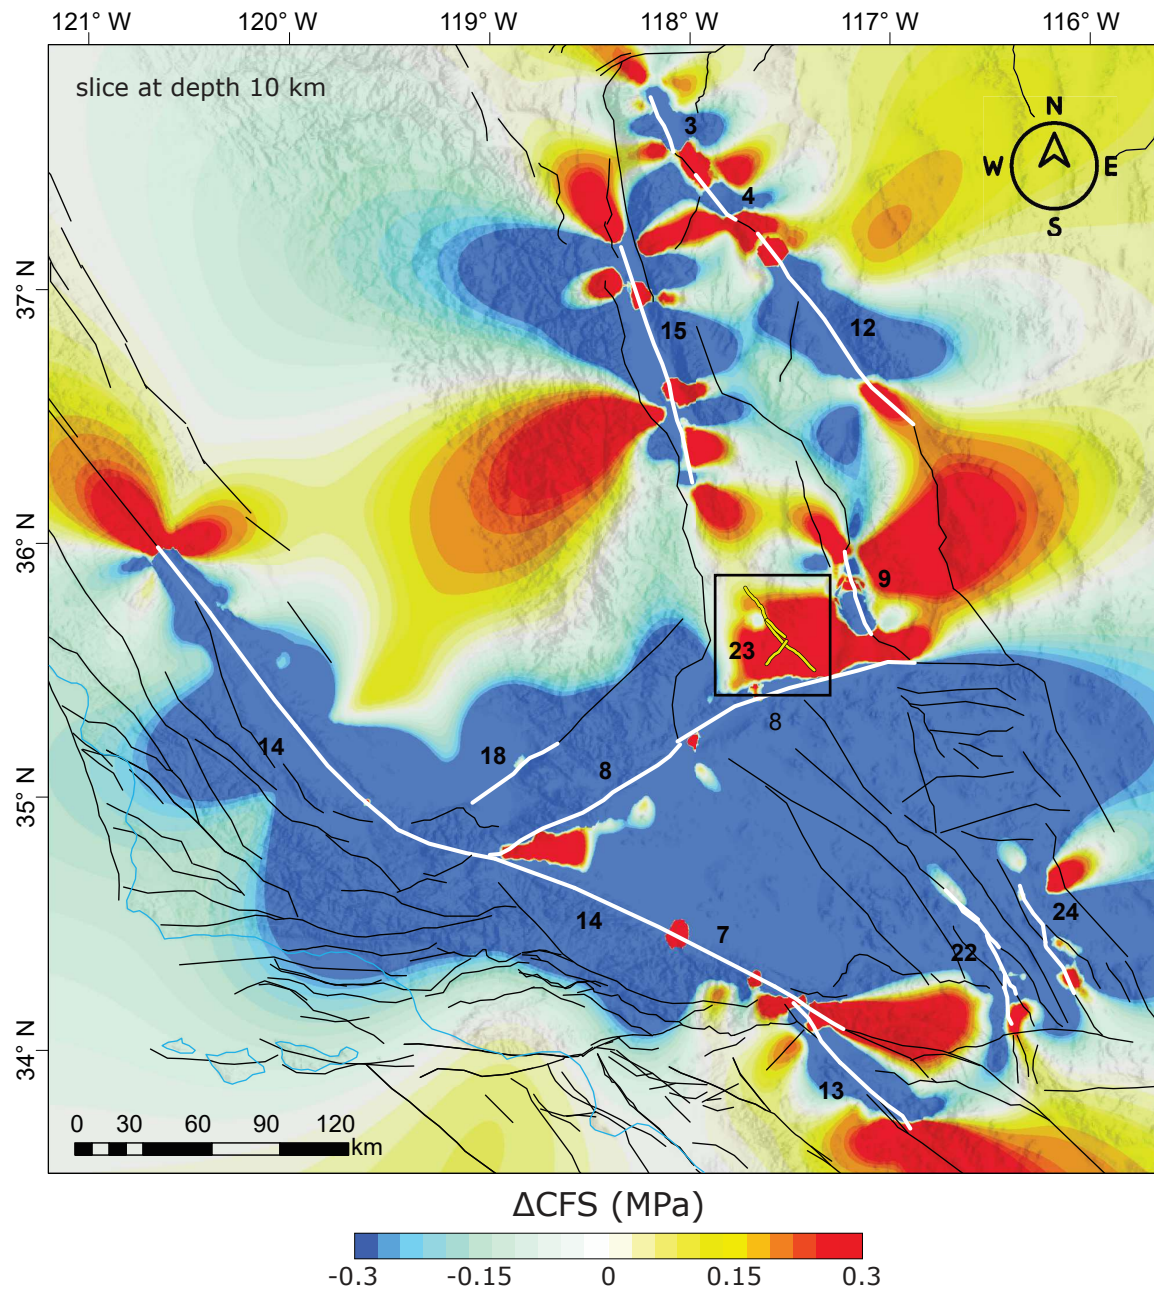 121° W 120° W 119° W 118° W 117° W 116° W
slice at depth 10 km
N
W E
S
3
4
37° N
15
12
36° N
9
23
8
14
18
8
35° N
24
14
7
22
34° N
13
0 30 60 90 120
km
ΔCFS (MPa)
-0.3 -0.15 0 0.15 0.3